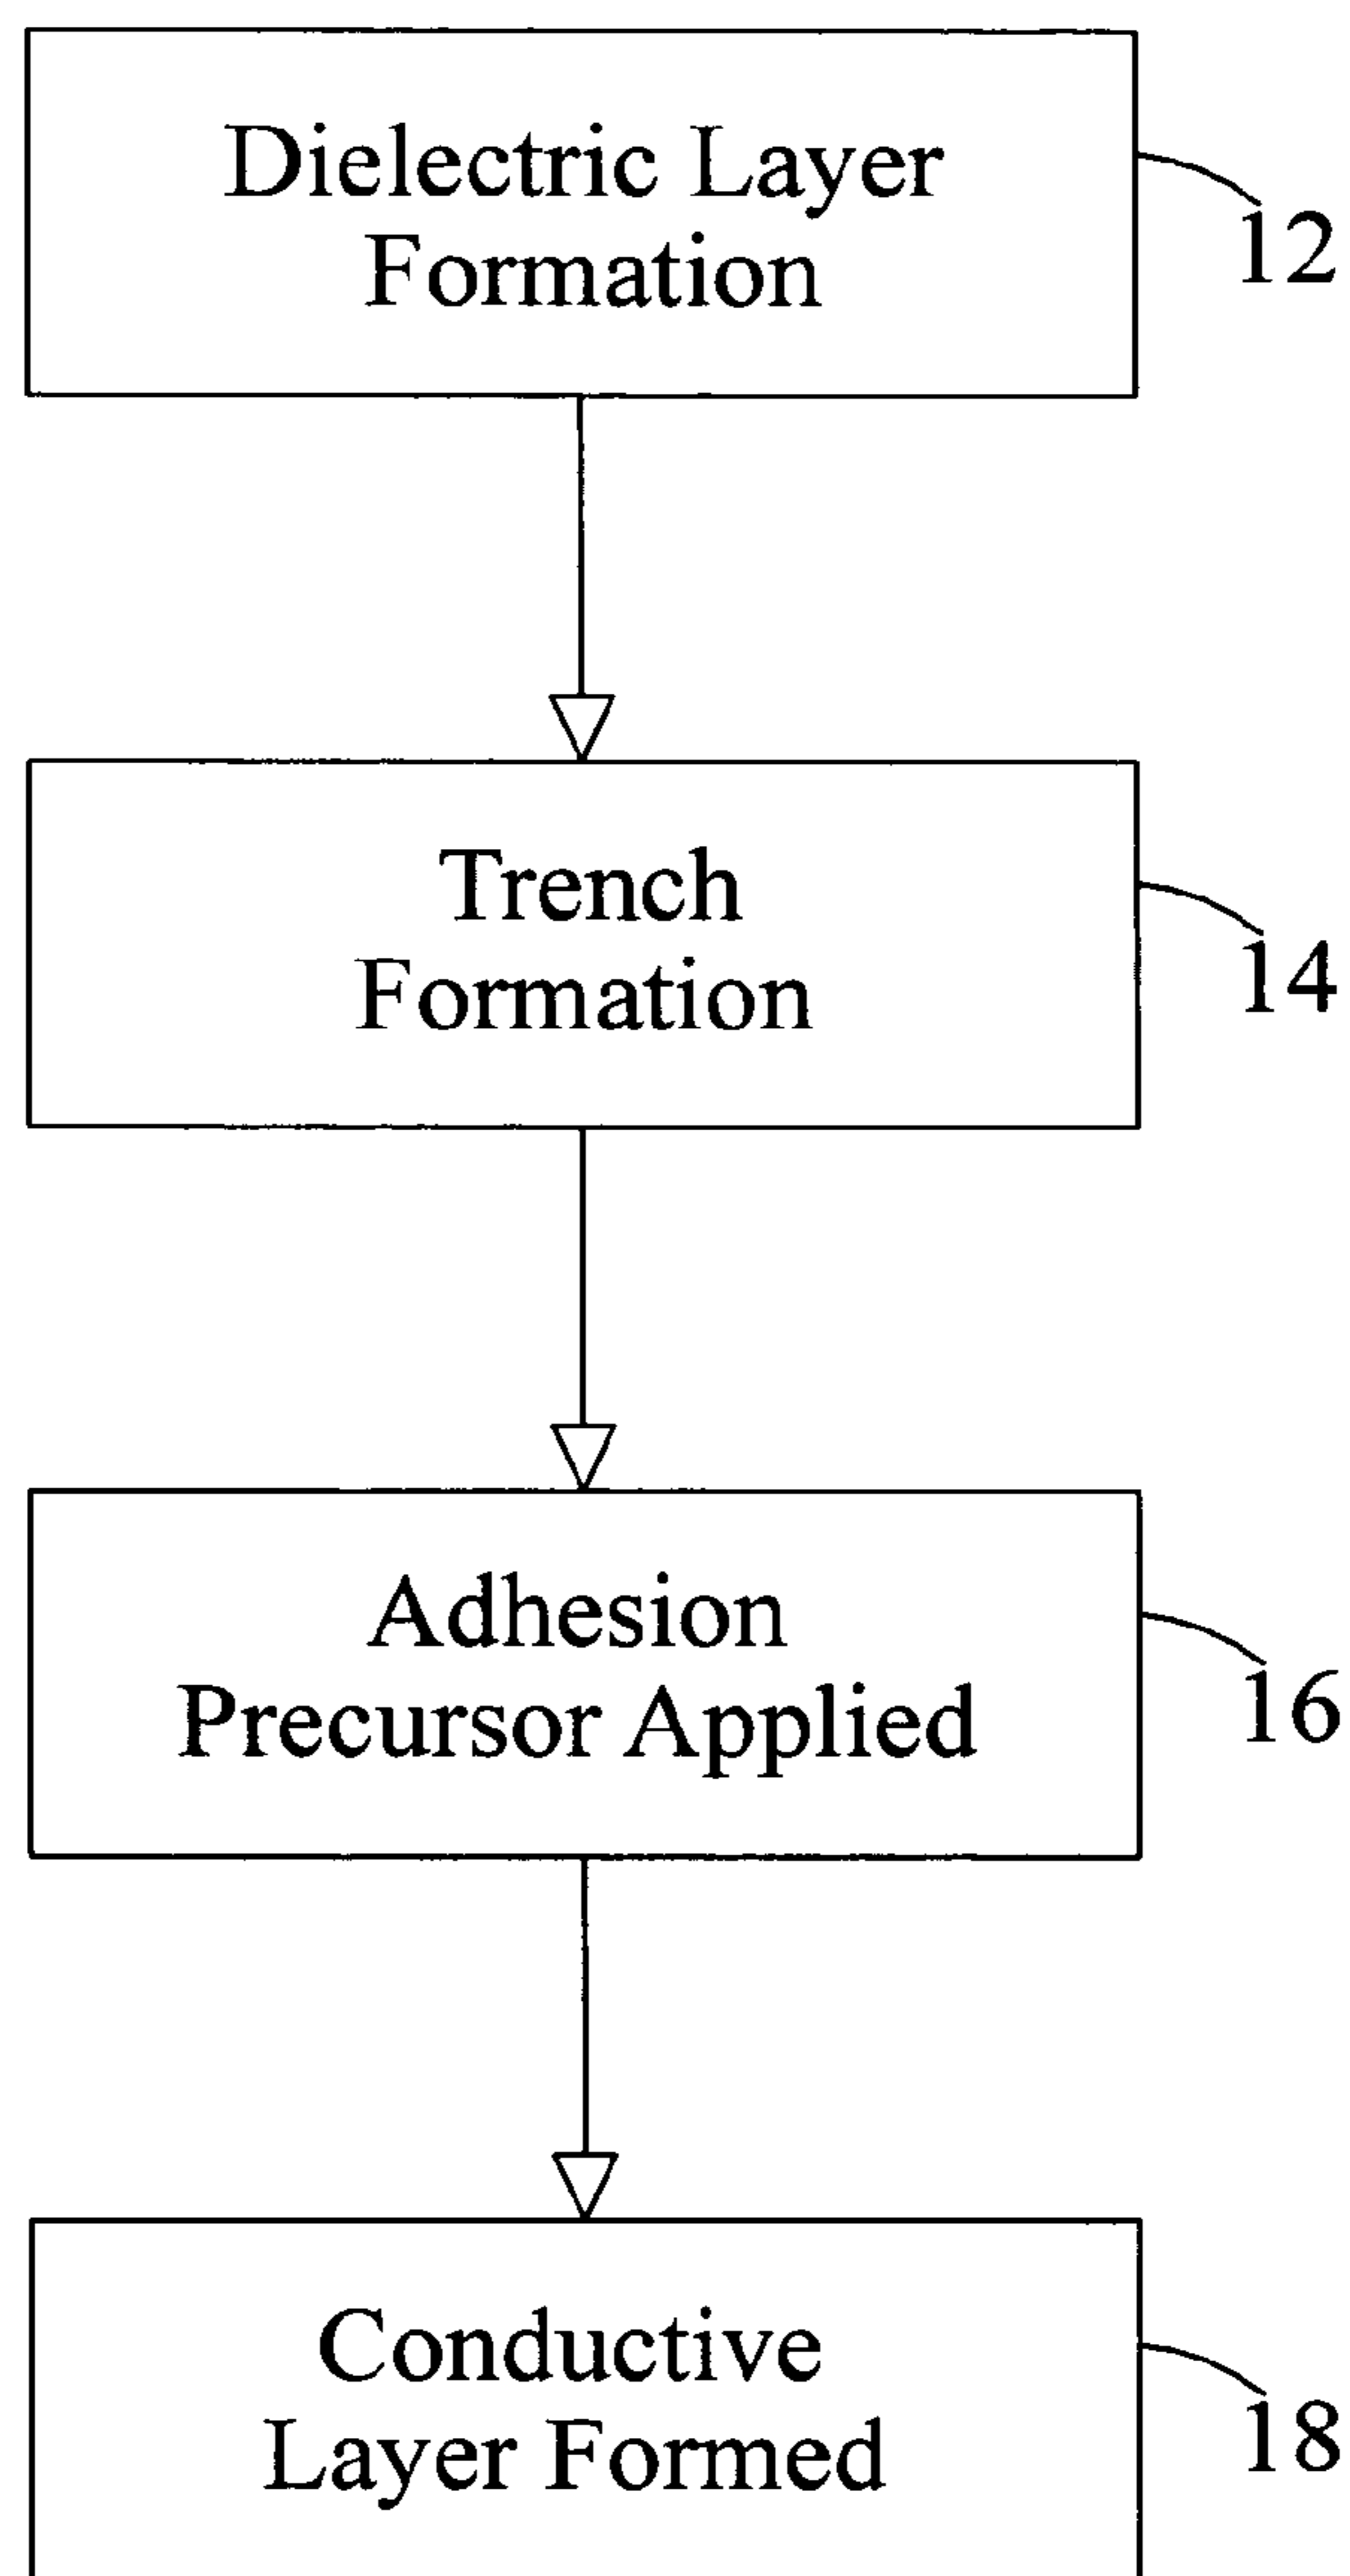 Dielectric Layer
Formation
12
Trench
Formation
14
Adhesion
Precursor Applied
16
Conductive
Layer Formed
18